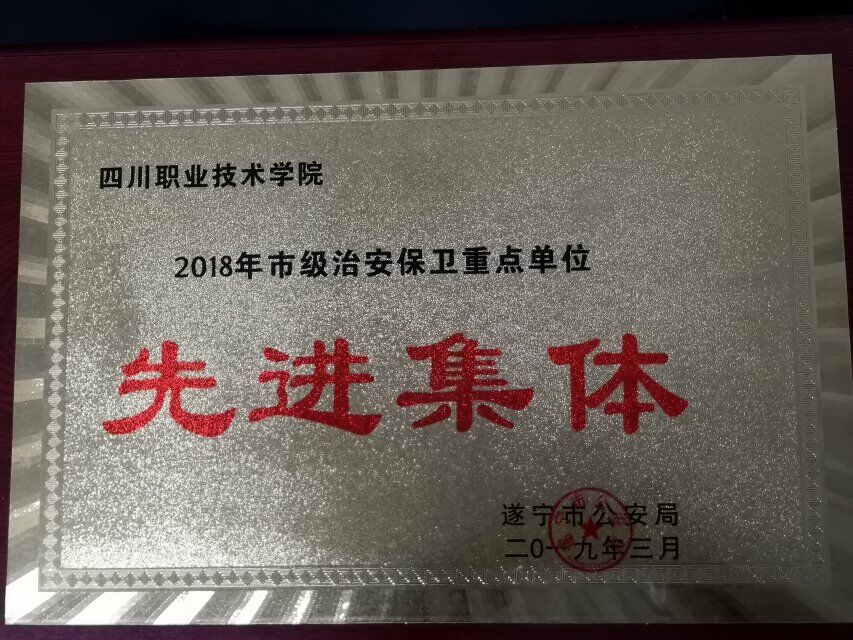 四川职业技术学院
2018年市级治安保卫重点单位
先进集体
遂宁市公安局
二0一九年三月